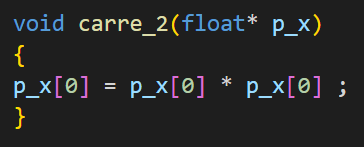 void carre_2(float* p_x)
{
p_x[0] = p_x[0] * p_x[0] ;
}